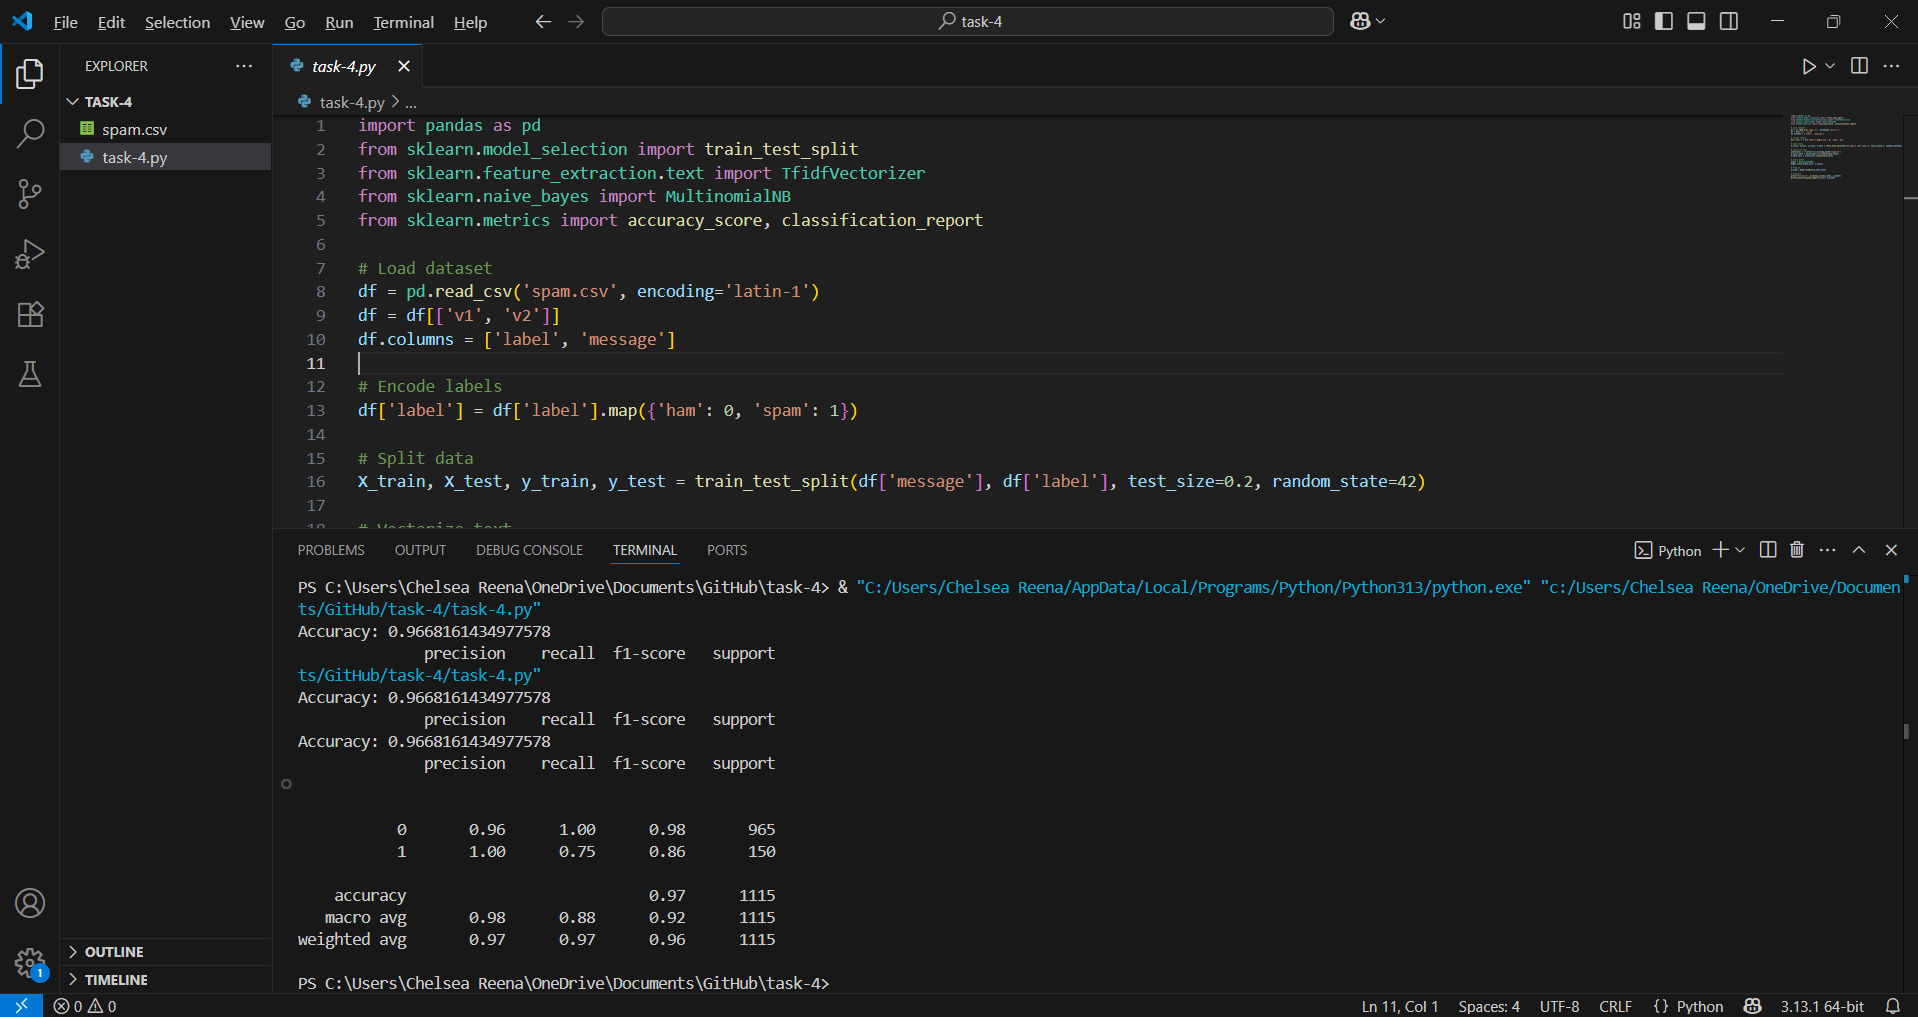 File Edit Selection View Go Run Terminal Help
task-4
EXPLORER
TASK-4
spam.csv
task-4.py
OUTLINE
TIMELINE
task-4.py
task-4.py > ...
1 import pandas as pd
2 from sklearn.model_selection import train_test_split
3 from sklearn.feature_extraction.text import TfidfVectorizer
4 from sklearn.naive_bayes import MultinomialNB
5 from sklearn.metrics import accuracy_score, classification_report
6
7 # Load dataset
8 df = pd.read_csv('spam.csv', encoding='latin-1')
9 df = df[['v1', 'v2']]
10 df.columns = ['label', 'message']
11
12 # Encode labels
13 df['label'] = df['label'].map({'ham': 0, 'spam': 1})
14
15 # Split data
16 X_train, X_test, y_train, y_test = train_test_split(df['message'], df['label'], test_size=0.2, random_state=42)
17
18 # Vectorize text
PROBLEMS OUTPUT DEBUG CONSOLE TERMINAL PORTS
Python
PS C:\Users\Chelsea Reena\OneDrive\Documents\GitHub\task-4> & "C:/Users/Chelsea Reena/AppData/Local/Programs/Python/Python313/python.exe" "c:/Users/Chelsea Reena/OneDrive/Documen
ts/GitHub/task-4/task-4.py"
Accuracy: 0.9668161434977578
precision recall f1-score support
ts/GitHub/task-4/task-4.py"
Accuracy: 0.9668161434977578
precision recall f1-score support
Accuracy: 0.9668161434977578
precision recall f1-score support
0 0.96 1.00 0.98 965
1 1.00 0.75 0.86 150
accuracy 0.97 1115
macro avg 0.98 0.88 0.92 1115
weighted avg 0.97 0.97 0.96 1115
PS C:\Users\Chelsea Reena\OneDrive\Documents\GitHub\task-4>
1
0 0
Ln 11, Col 1 Spaces: 4 UTF-8 CRLF {} Python 3.13.1 64-bit